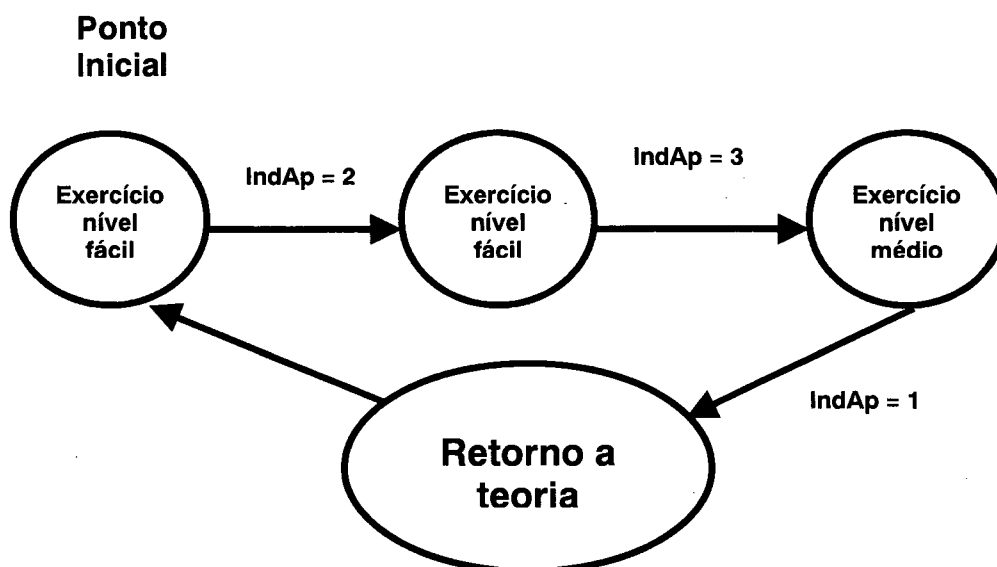 Ponto
Inicial
Exercício
nível
fácil
IndAp = 2
Exercício
nível
fácil
IndAp = 3
Exercício
nível
médio
IndAp = 1
Retorno a
teoria